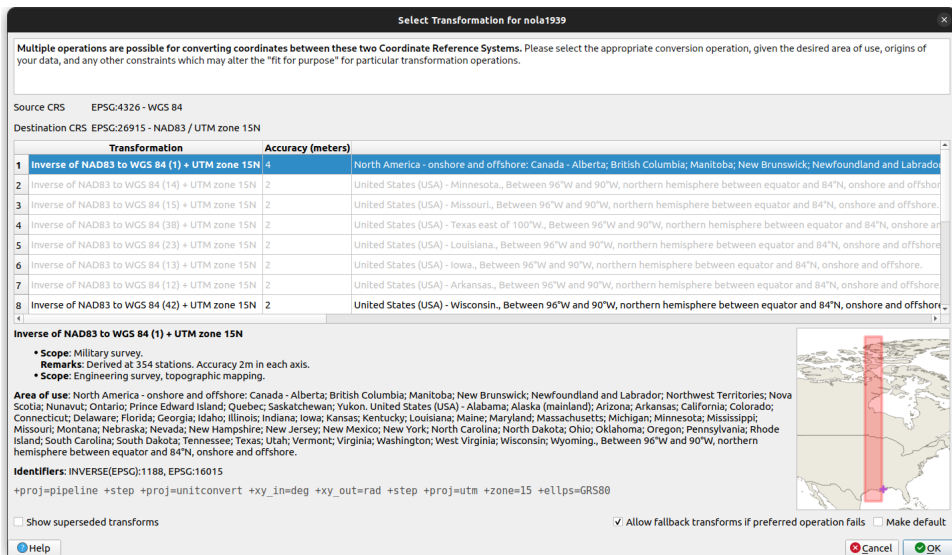 Select Transformation for nola1939
Multiple operations are possible for converting coordinates between these two Coordinate Reference Systems. Please select the appropriate conversion operation, given the desired area of use, origins of
your data, and any other constraints which may alter the "fit for purpose" for particular transformation operations.
Source CRS EPSG:4326 - WGS 84
Destination CRS EPSG:26915 - NAD83 / UTM zone 15N
Transformation Accuracy (meters)
1 Inverse of NAD83 to WGS 84 (1) + UTM zone 15N 4 North America - onshore and offshore: Canada - Alberta; British Columbia; Manitoba; New Brunswick; Newfoundland and Labrador
2 Inverse of NAD83 to WGS 84 (14) + UTM zone 15N 2 United States (USA) - Minnesota., Between 96°W and 90°W, northern hemisphere between equator and 84°N, onshore and offshor
3 Inverse of NAD83 to WGS 84 (15) + UTM zone 15N 2 United States (USA) - Missouri., Between 96°W and 90°W, northern hemisphere between equator and 84°N, onshore and offshore.
4 Inverse of NAD83 to WGS 84 (38) + UTM zone 15N 2 United States (USA) - Texas east of 100°W., Between 96°W and 90°W, northern hemisphere between equator and 84°N, onshore an
5 Inverse of NAD83 to WGS 84 (23) + UTM zone 15N 2 United States (USA) - Louisiana., Between 96°W and 90°W, northern hemisphere between equator and 84°N, onshore and offshore
6 Inverse of NAD83 to WGS 84 (13) + UTM zone 15N 2 United States (USA) - Iowa., Between 96°W and 90°W, northern hemisphere between equator and 84°N, onshore and offshore.
7 Inverse of NAD83 to WGS 84 (12) + UTM zone 15N 2 United States (USA) - Arkansas., Between 96°W and 90°W, northern hemisphere between equator and 84°N, onshore and offshore.
8 Inverse of NAD83 to WGS 84 (42) + UTM zone 15N 2 United States (USA) - Wisconsin., Between 96°W and 90°W, northern hemisphere between equator and 84°N, onshore and offshore
Inverse of NAD83 to WGS 84 (1) + UTM zone 15N
• Scope: Military survey.
Remarks: Derived at 354 stations. Accuracy 2m in each axis.
• Scope: Engineering survey, topographic mapping.
Area of use: North America - onshore and offshore: Canada - Alberta; British Columbia; Manitoba; New Brunswick; Newfoundland and Labrador; Northwest Territories; Nova
Scotia; Nunavut; Ontario; Prince Edward Island; Quebec; Saskatchewan; Yukon. United States (USA) - Alabama; Alaska (mainland); Arizona; Arkansas; California; Colorado;
Connecticut; Delaware; Florida; Georgia; Idaho; Illinois; Indiana; Iowa; Kansas; Kentucky; Louisiana; Maine; Maryland; Massachusetts; Michigan; Minnesota; Mississippi;
Missouri; Montana; Nebraska; Nevada; New Hampshire; New Jersey; New Mexico; New York; North Carolina; North Dakota; Ohio; Oklahoma; Oregon; Pennsylvania; Rhode
Island; South Carolina; South Dakota; Tennessee; Texas; Utah; Vermont; Virginia; Washington; West Virginia; Wisconsin; Wyoming., Between 96°W and 90°W, northern
hemisphere between equator and 84°N, onshore and offshore.
Identifiers: INVERSE(EPSG):1188, EPSG:16015
+proj=pipeline +step +proj=unitconvert +xy_in=deg +xy_out=rad +step +proj=utm +zone=15 +ellps=GRS80
Show superseded transforms
Allow fallback transforms if preferred operation fails Make default
Help
Cancel OK